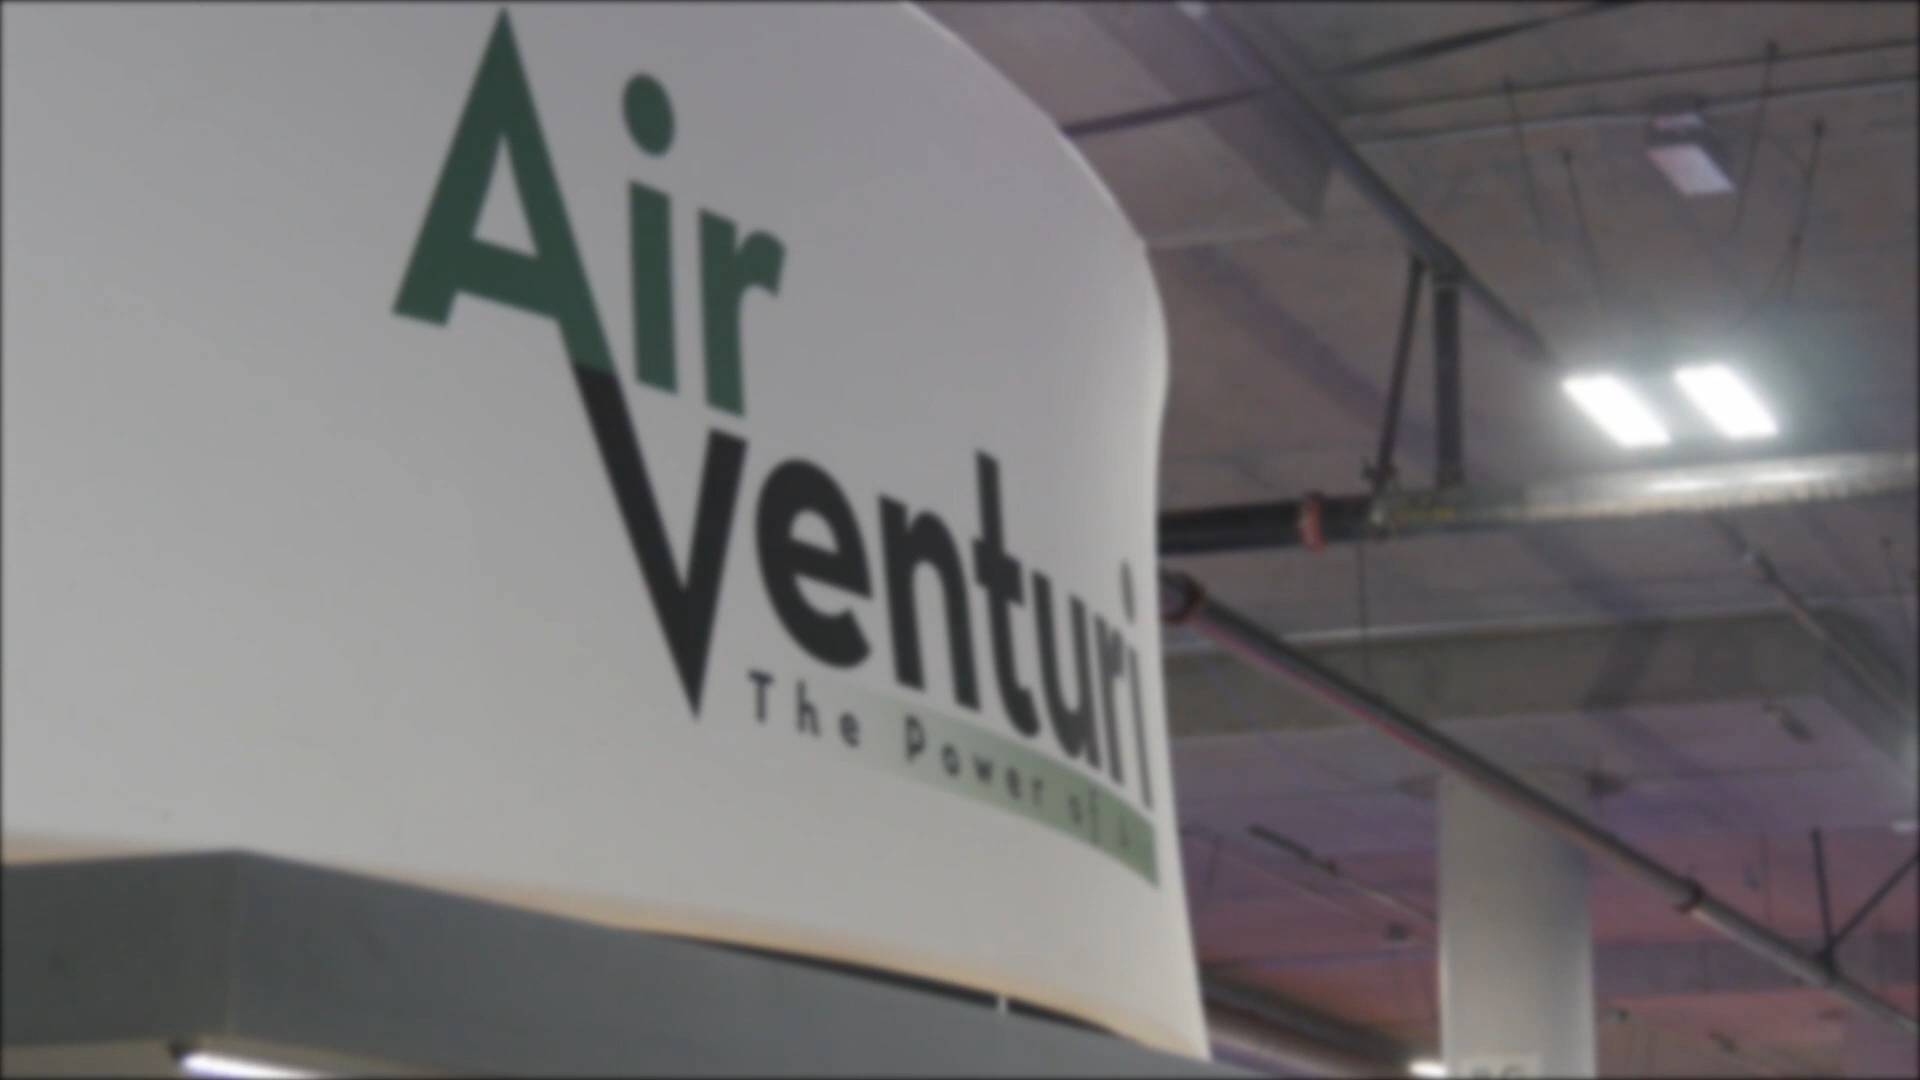 Air
Venturi
The Power of